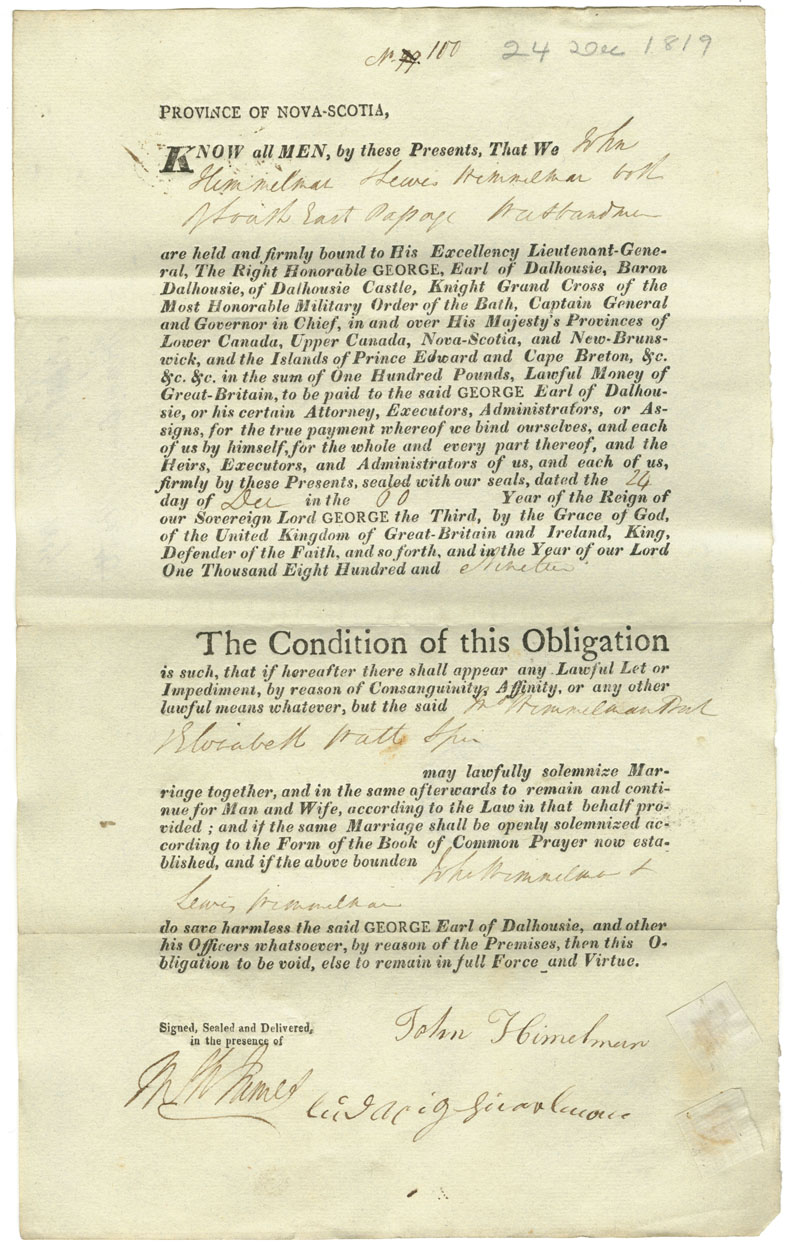 No. 99. 100 24 Dec 1819
PROVINCE OF NOVA-SCOTIA,
KNOW all MEN, by these Presents, That We John
Himmelman Lewis Himmelman both
of South East Passage Husbandmen
are held and firmly bound to His Excellency Lieutenant-Gene-
ral, The Right Honorable GEORGE, Earl of Dalhousie, Baron
Dalhousie, of Dalhousie Castle, Knight Grand Cross of the
Most Honorable Military Order of the Bath, Captain General
and Governor in Chief, in and over His Majesty's Provinces of
Lower Canada, Upper Canada, Nova-Scotia, and New-Bruns-
wick, and the Islands of Prince Edward and Cape Breton, &c.
&c. &c. in the sum of One Hundred Pounds, Lawful Money of
Great-Britain, to be paid to the said GEORGE Earl of Dalhou-
sie, or his certain Attorney, Executors, Administrators, or As-
signs, for the true payment whereof we bind ourselves, and each
of us by himself, for the whole and every part thereof, and the
Heirs, Executors, and Administrators of us, and each of us,
firmly by these Presents, sealed with our seals, dated the 24
day of Dec in the 60 Year of the Reign of
our Sovereign Lord GEORGE the Third, by the Grace of God,
of the United Kingdom of Great-Britain and Ireland, King,
Defender of the Faith, and so forth, and in the Year of our Lord
One Thousand Eight Hundred and Nineteen
The Condition of this Obligation
is such, that if hereafter there shall appear any Lawful Let or
Impediment, by reason of Consanguinity, Affinity, or any other
lawful means whatever, but the said Jno Himmelman Bach
Elisabeth Watt Spr
may lawfully solemnize Mar-
riage together, and in the same afterwards to remain and conti-
nue for Man and Wife, according to the Law in that behalf pro-
vided ; and if the same Marriage shall be openly solemnized ac-
cording to the Form of the Book of Common Prayer now esta-
blished, and if the above bounden John Himmelman &
Lewis Himmelman
do save harmless the said GEORGE Earl of Dalhousie, and other
his Officers whatsoever, by reason of the Premises, then this O-
bligation to be void, else to remain in full Force and Virtue.
Signed, Sealed and Delivered,
in the presence of
John Himelman
James
Ludwig